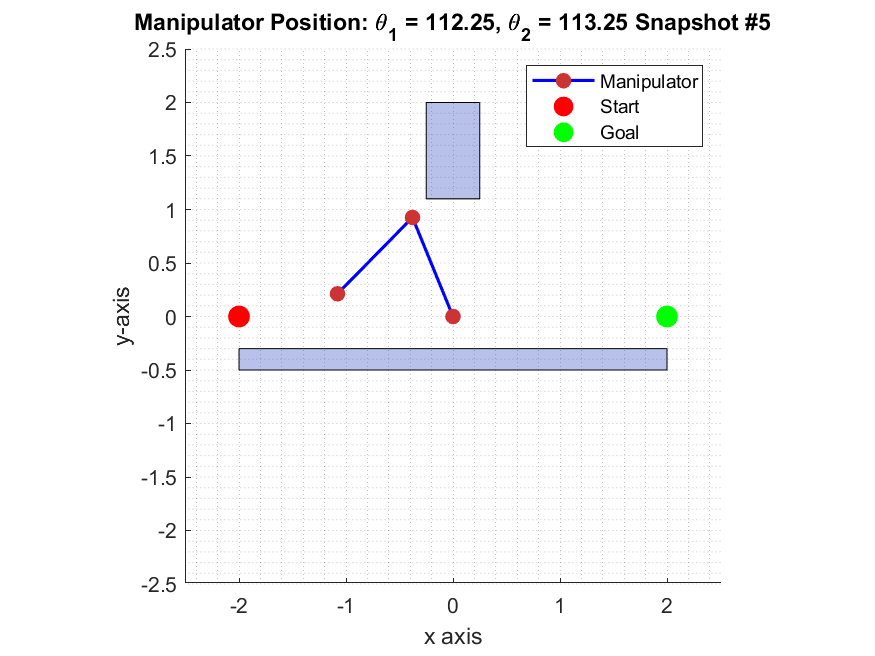 Manipulator Position: θ1 = 112.25, θ2 = 113.25 Snapshot #5
Manipulator
Start
Goal
2.5
2
1.5
1
0.5
0
-0.5
-1
-1.5
-2
-2.5
y-axis
-2 -1 0 1 2
x axis